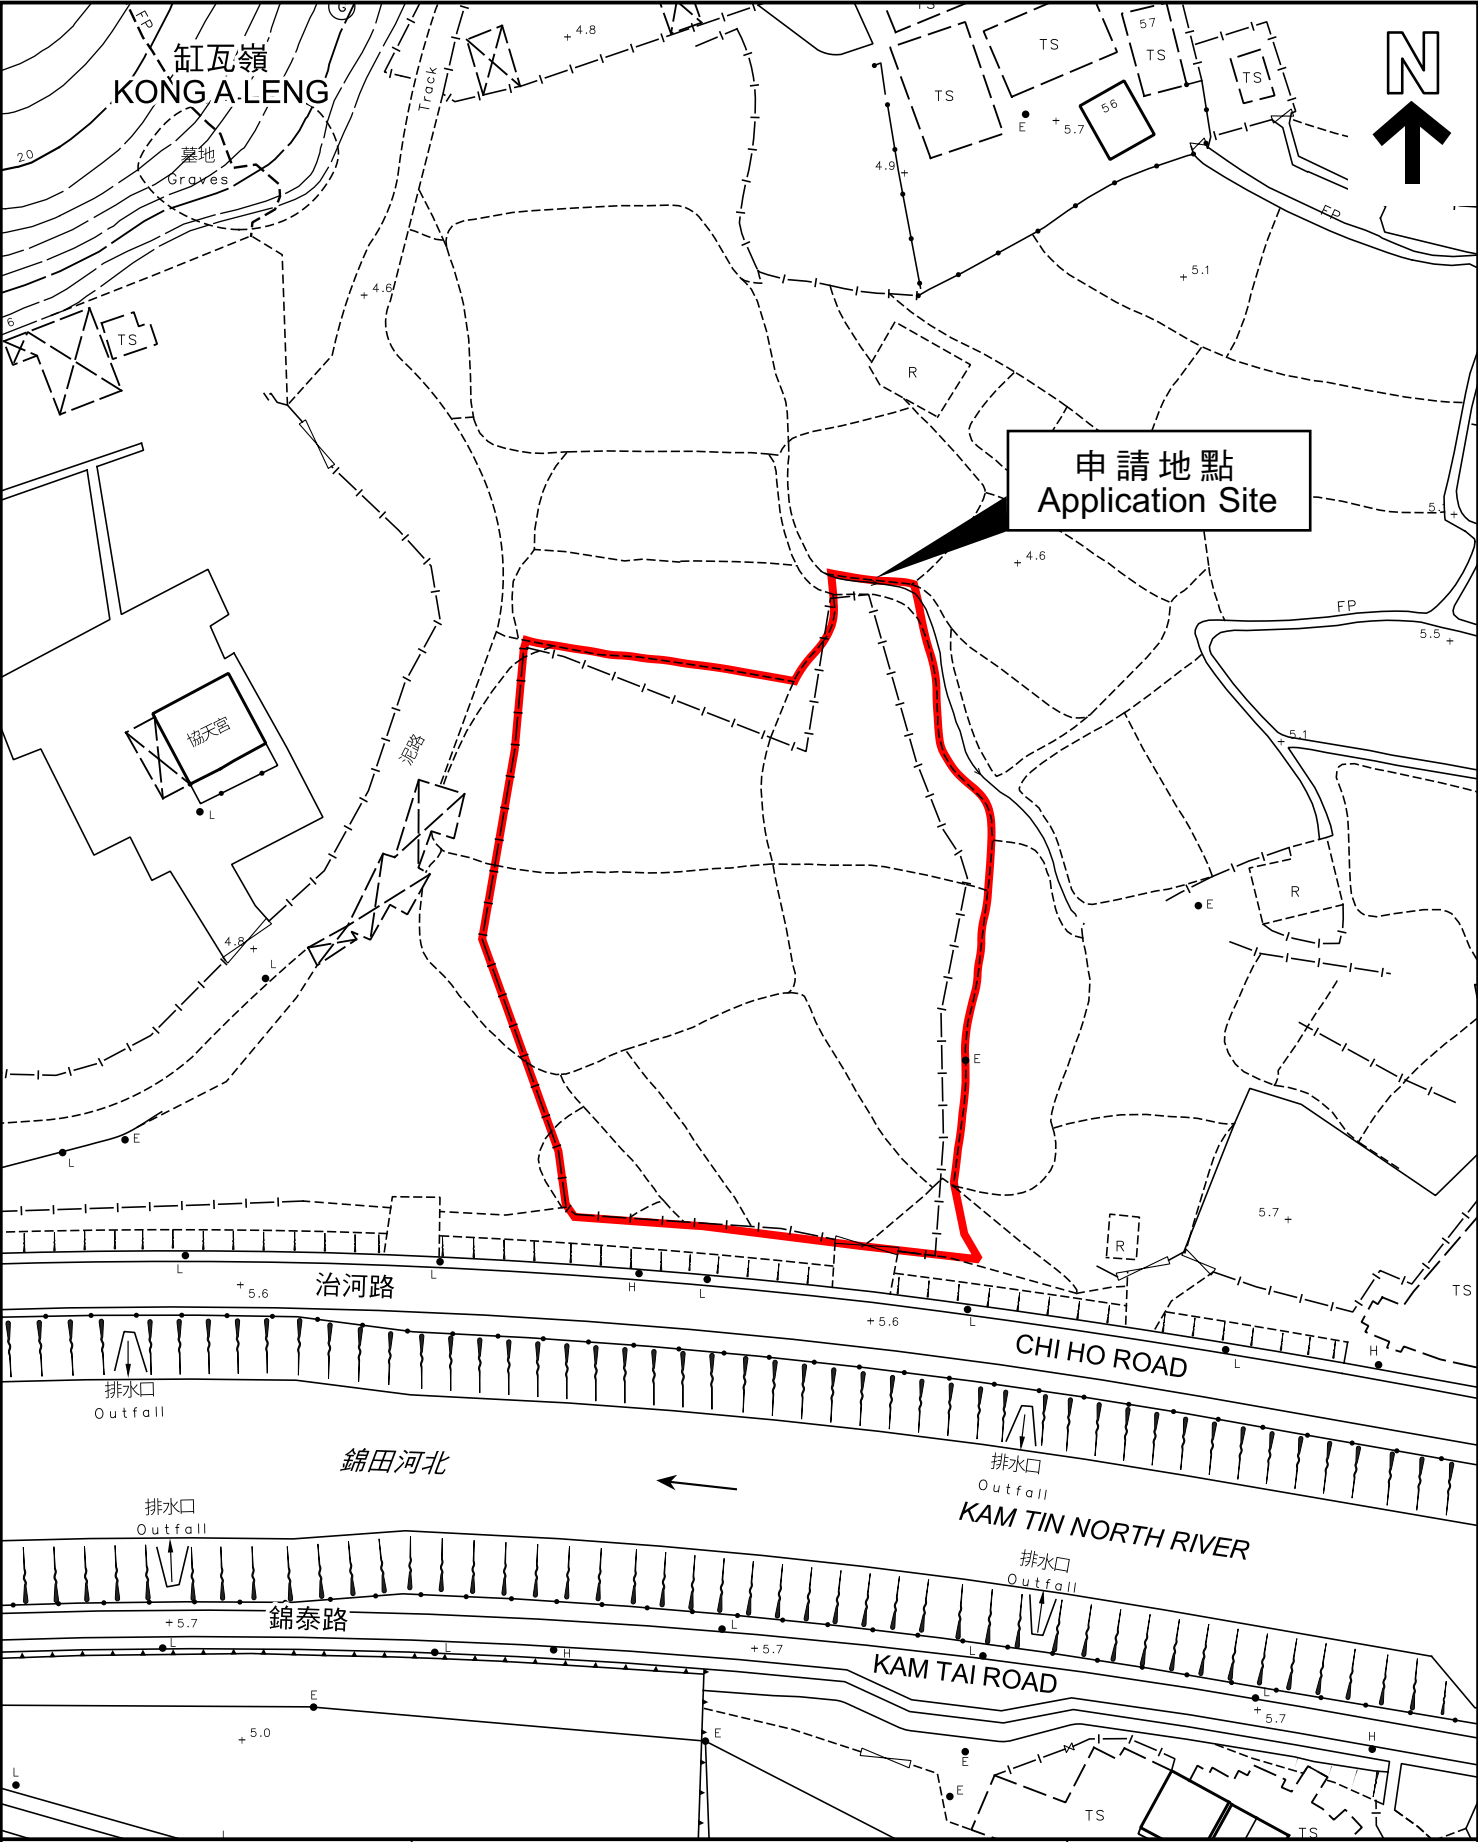 缸瓦嶺
KONG A LENG
FP
Track
4.8
TS
TS
TS
57
TS
TS
56
E
5.7
N
20
墓地
Graves
4.9
FP
4.6
5.1
6
TS
R
申請地點
Application Site
4.6
FP
5.5
5.1
協天宮
泥路
L
R
E
4.8
L
E
E
L
5.7
R
TS
L
L
H
L
治河路
5.6
5.6
L
CHI HO ROAD
L
H
排水口
Outfall
錦田河北
排水口
Outfall
KAM TIN NORTH RIVER
排水口
Outfall
排水口
Outfall
5.7
錦泰路
L
L
H
L
5.7
L
KAM TAI ROAD
L
5.7
E
5.0
E
H
E
E
L
TS
TS